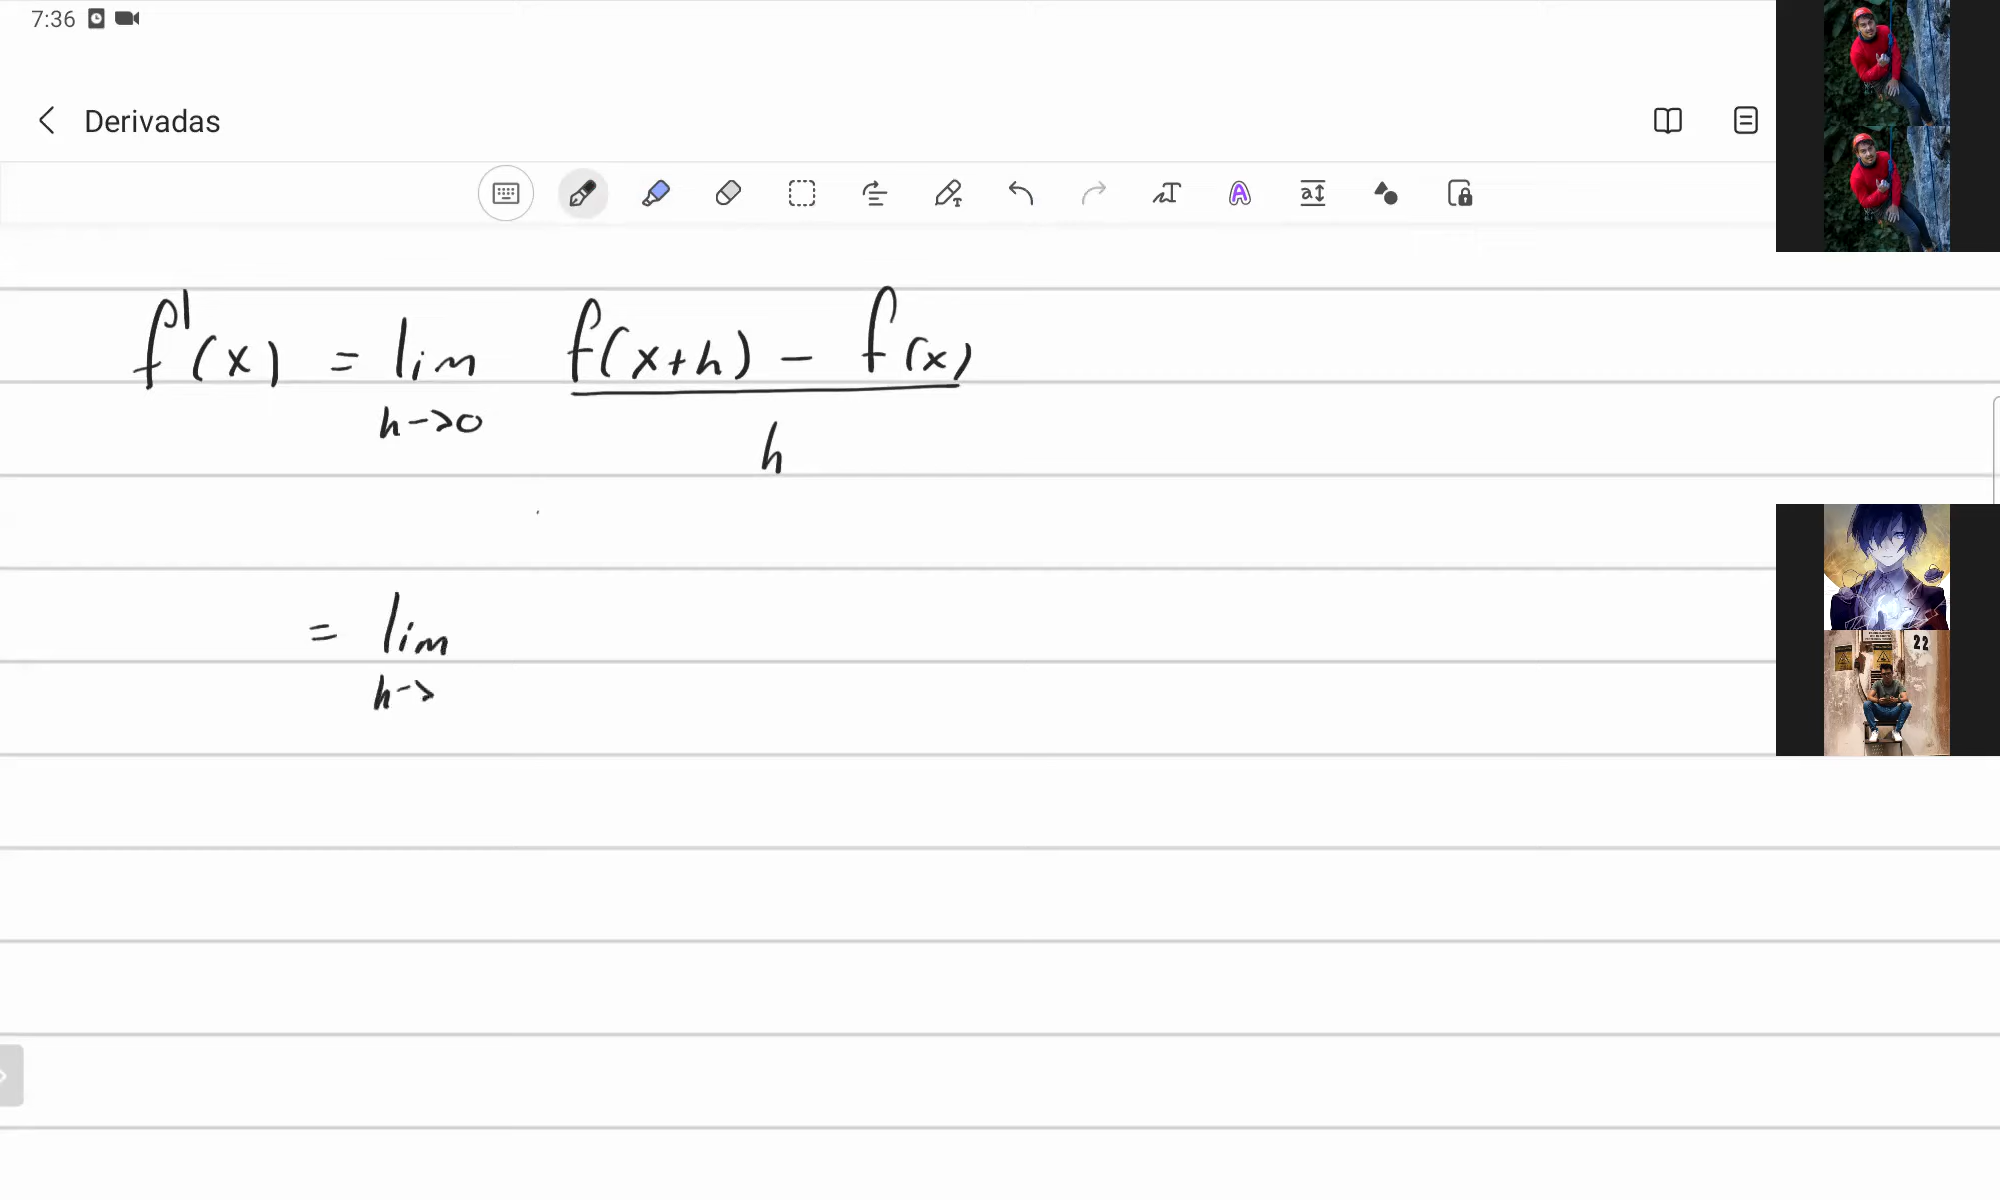 7:36
Derivadas
f'(x) = lim f(x+h) - f(x)
h->0 h
= lim
h->
22